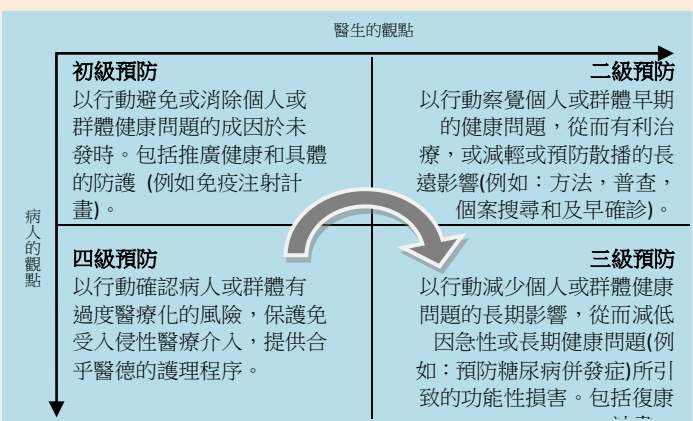 醫生的觀點
病人的觀點
初級預防
以行動避免或消除個人或
群體健康問題的成因於未
發時。包括推廣健康和具體
的防護 (例如免疫注射計
畫)。
二級預防
以行動察覺個人或群體早期
的健康問題，從而有利治
療，或減輕或預防散播的長
遠影響(例如：方法，普查，
個案搜尋和及早確診)。
四級預防
以行動確認病人或群體有
過度醫療化的風險，保護免
受入侵性醫療介入，提供合
乎醫德的護理程序。
三級預防
以行動減少個人或群體健康
問題的長期影響，從而減低
因急性或長期健康問題(例
如：預防糖尿病併發症)所引
致的功能性損害。包括復康